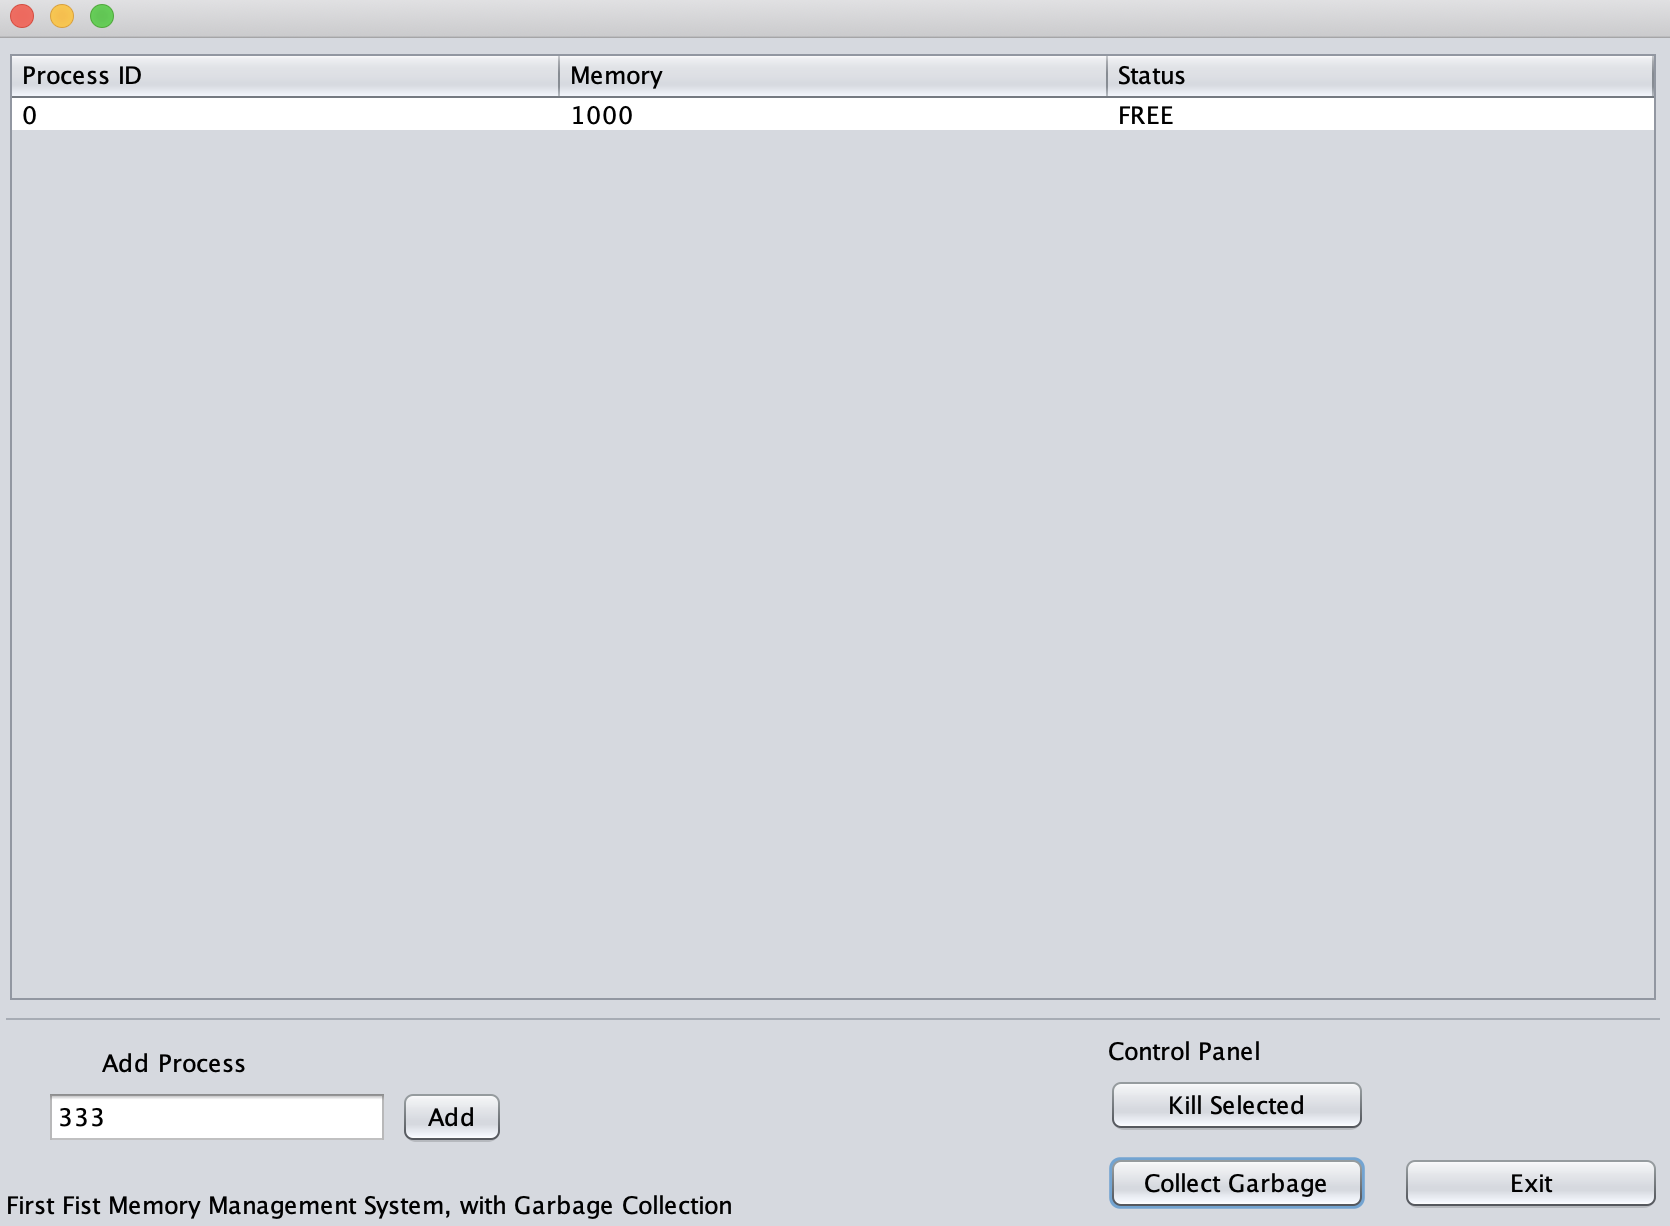 Process ID Memory Status
0 1000 FREE
Add Process
Control Panel
333 Add
Kill Selected
Collect Garbage Exit
First Fist Memory Management System, with Garbage Collection